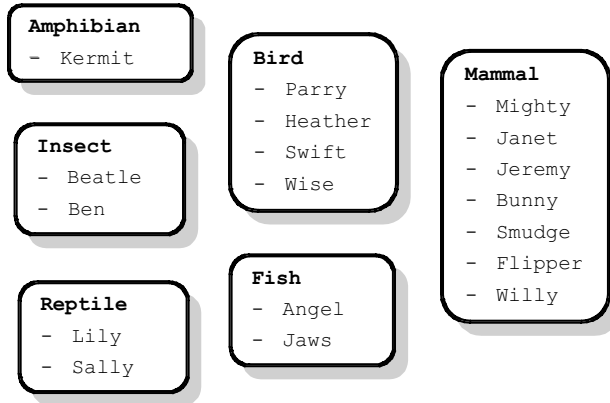 Amphibian
- Kermit
Insect
- Beatle
- Ben
Reptile
- Lily
- Sally
Bird
- Parry
- Heather
- Swift
- Wise
Fish
- Angel
- Jaws
Mammal
- Mighty
- Janet
- Jeremy
- Bunny
- Smudge
- Flipper
- Willy